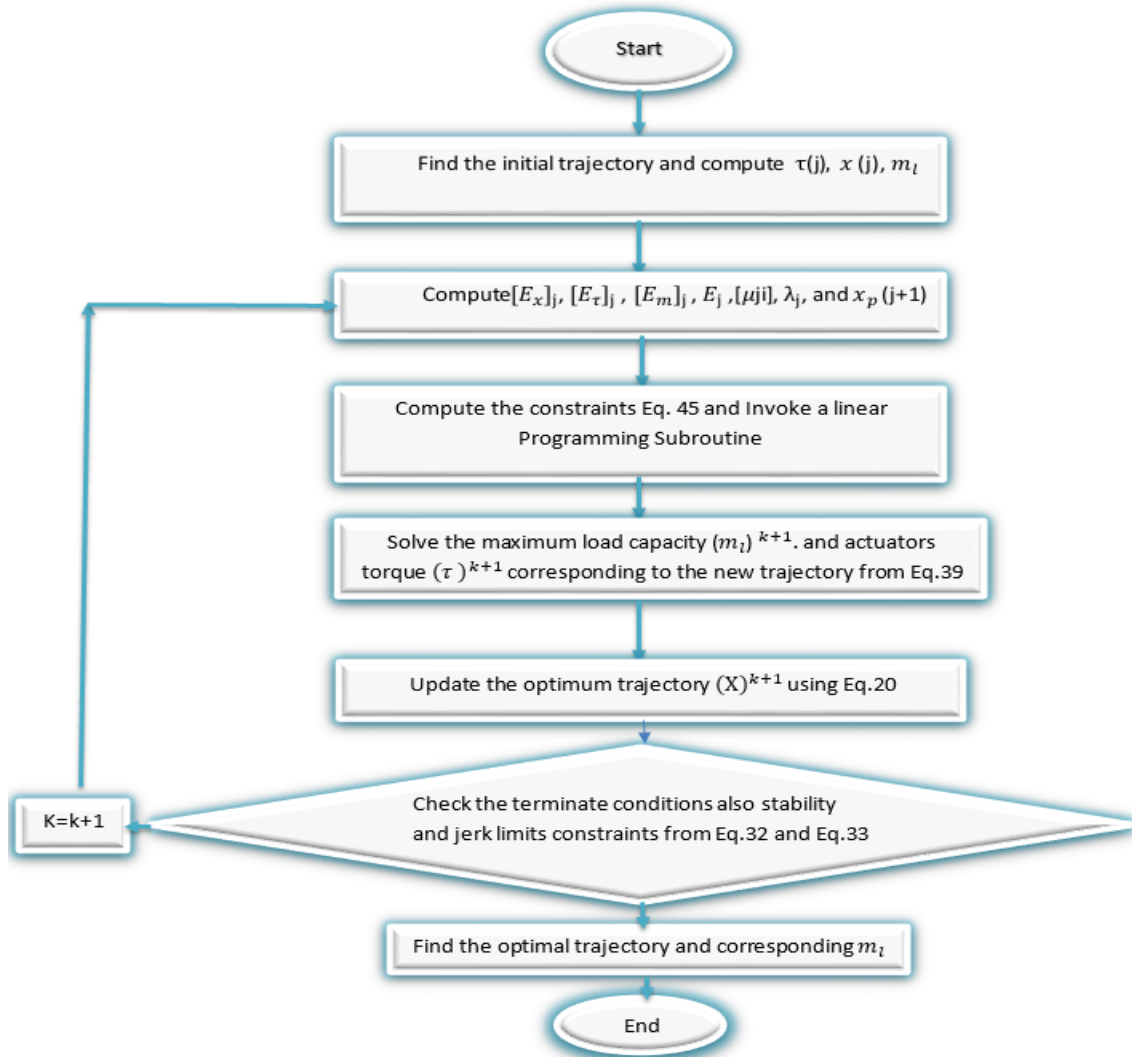 Start
Find the initial trajectory and compute τ(j), x (j), m_l
Compute[E_x]_j, [E_τ]_j , [E_m]_j , E_j ,[μji], λ_j, and x_p (j+1)
Compute the constraints Eq. 45 and Invoke a linear
Programming Subroutine
Solve the maximum load capacity (m_l) ^{k+1}. and actuators
torque (τ )^{k+1} corresponding to the new trajectory from Eq.39
Update the optimum trajectory (X)^{k+1} using Eq.20
Check the terminate conditions also stability
and jerk limits constraints from Eq.32 and Eq.33
K=k+1
Find the optimal trajectory and corresponding m_l
End